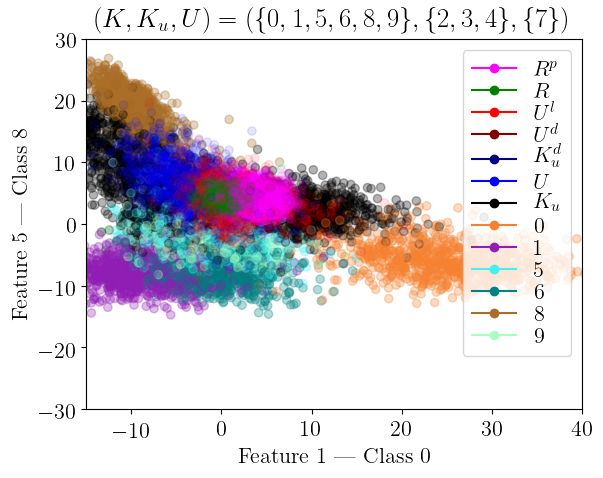 (K, K_u, U) = ({0, 1, 5, 6, 8, 9}, {2, 3, 4}, {7})
30
20
10
0
−10
−20
−30
Feature 5 — Class 8
R^p
R
U^l
U^d
K_u^d
U
K_u
0
1
5
6
8
9
−10
0
10
20
30
40
Feature 1 — Class 0